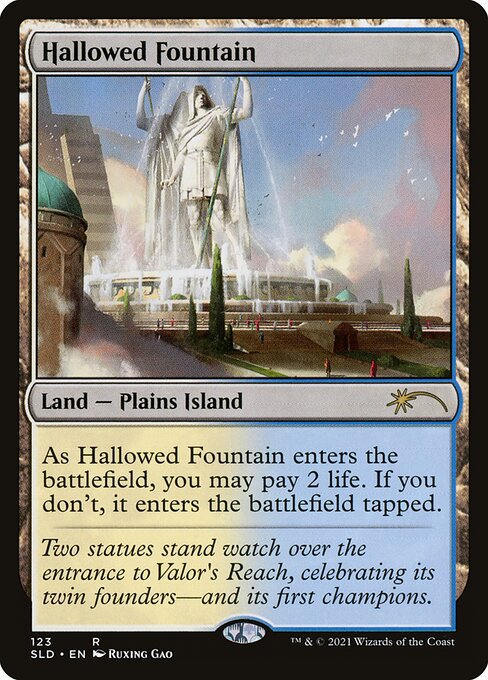 Hallowed Fountain
Land — Plains Island
As Hallowed Fountain enters the
battlefield, you may pay 2 life. If you
don't, it enters the battlefield tapped.
Two statues stand watch over the
entrance to Valor's Reach, celebrating its
twin founders—and its first champions.
123 R
SLD • EN Ruxing Gao
™ & © 2021 Wizards of the Coast